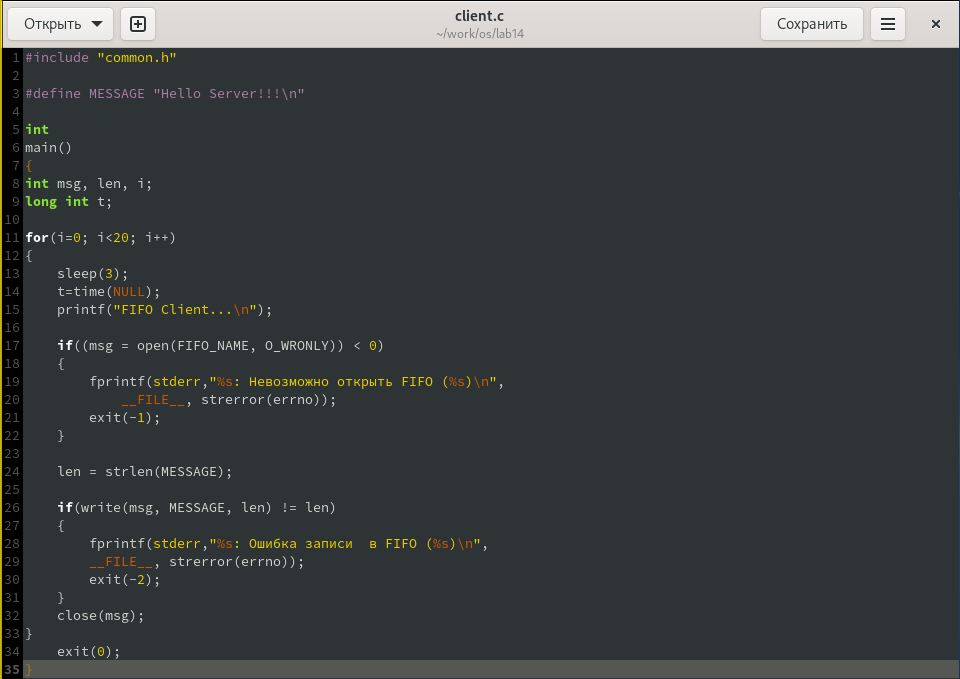 Открыть
client.c
~/work/os/lab14
Сохранить
1 #include "common.h"
2
3 #define MESSAGE "Hello Server!!!\n"
4
5 int
6 main()
7 {
8 int msg, len, i;
9 long int t;
10
11 for(i=0; i<20; i++)
12 {
13     sleep(3);
14     t=time(NULL);
15     printf("FIFO Client...\n");
16
17     if((msg = open(FIFO_NAME, O_WRONLY)) < 0)
18     {
19         fprintf(stderr,"%s: Невозможно открыть FIFO (%s)\n",
20             __FILE__, strerror(errno));
21         exit(-1);
22     }
23
24     len = strlen(MESSAGE);
25
26     if(write(msg, MESSAGE, len) != len)
27     {
28         fprintf(stderr,"%s: Ошибка записи  в FIFO (%s)\n",
29         __FILE__, strerror(errno));
30         exit(-2);
31     }
32     close(msg);
33 }
34     exit(0);
35 }